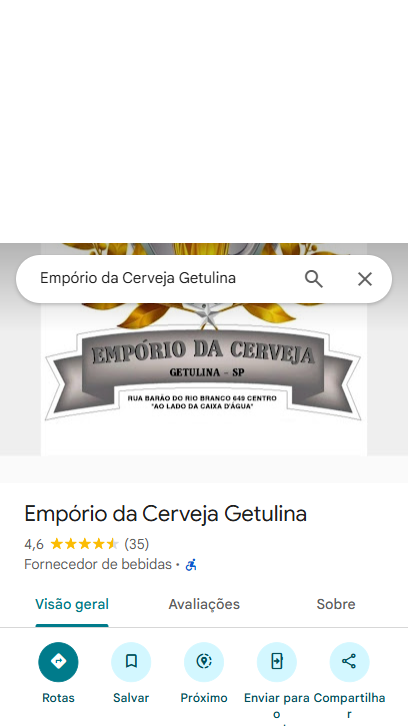 Empório da Cerveja Getulina
EMPÓRIO DA CERVEJA
GETULINA - SP
RUA BARÃO DO RIO BRANCO 649 CENTRO
"AO LADO DA CAIXA D'ÁGUA"
Empório da Cerveja Getulina
4,6 (35)
Fornecedor de bebidas ·
Visão geral Avaliações Sobre
Rotas Salvar Próximo Enviar para Compartilha
o r